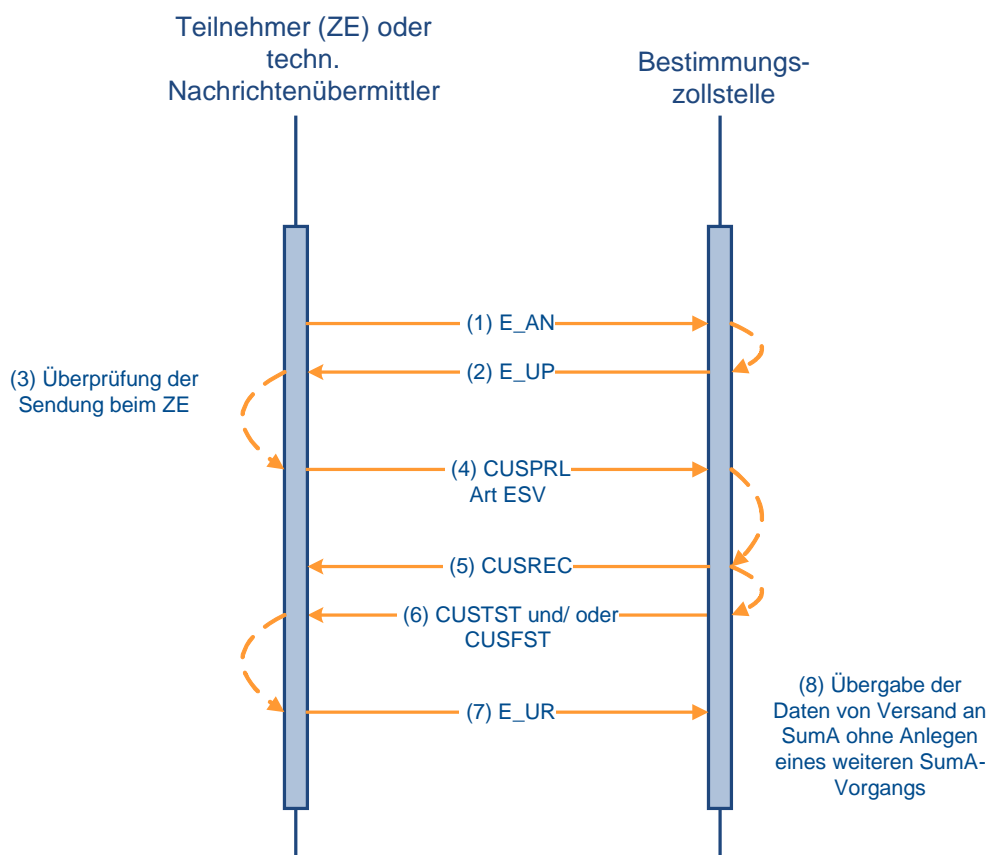 Teilnehmer (ZE) oder
techn.
Nachrichtenübermittler
Bestimmungs-
zollstelle
(1) E_AN
(2) E_UP
(3) Überprüfung der
Sendung beim ZE
(4) CUSPRL
Art ESV
(5) CUSREC
(6) CUSTST und/ oder
CUSFST
(7) E_UR
(8) Übergabe der
Daten von Versand an
SumA ohne Anlegen
eines weiteren SumA-
Vorgangs